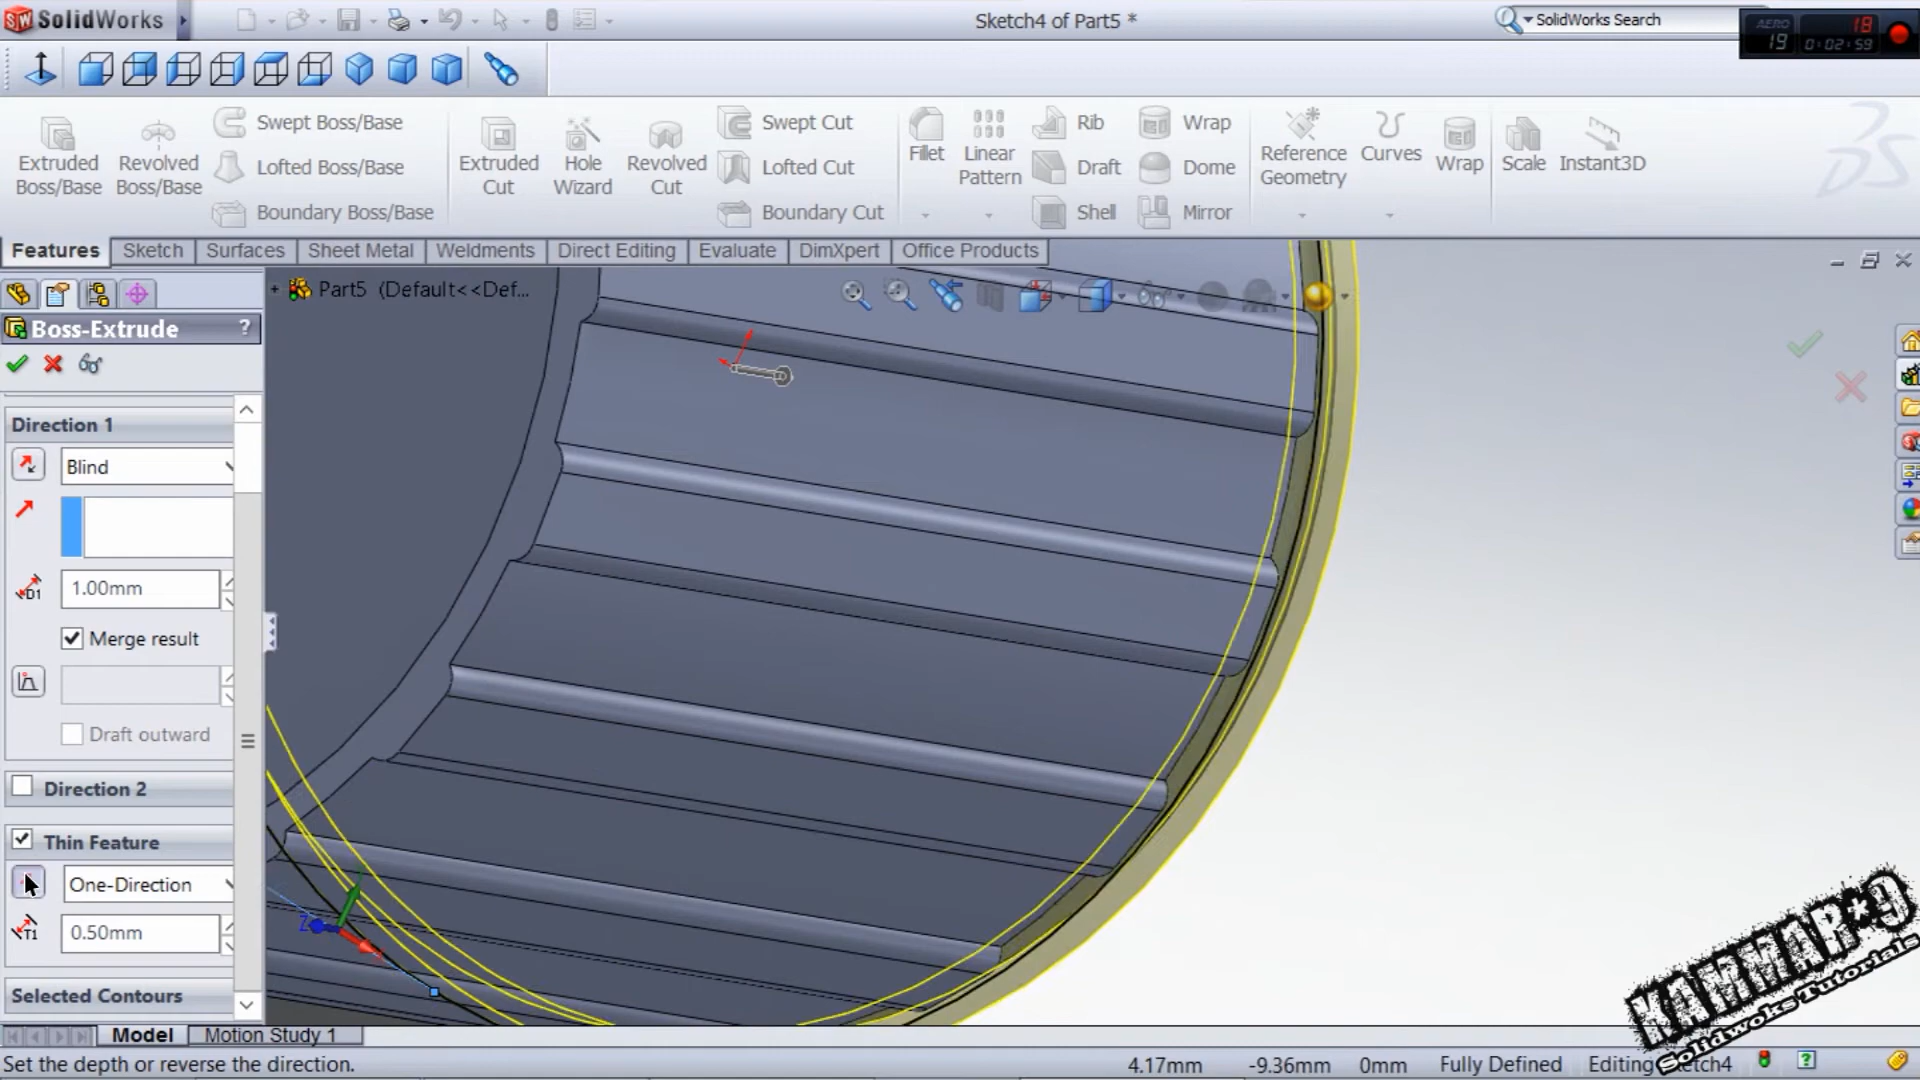 SolidWorks
Sketch4 of Part5 *
SolidWorks Search
AERO
19
18
0:02:59
Extruded Boss/Base
Revolved Boss/Base
Swept Boss/Base
Lofted Boss/Base
Boundary Boss/Base
Extruded Cut
Hole Wizard
Revolved Cut
Swept Cut
Lofted Cut
Boundary Cut
Fillet
Linear Pattern
Rib
Draft
Shell
Wrap
Dome
Mirror
Reference Geometry
Curves
Wrap
Scale
Instant3D
Features
Sketch
Surfaces
Sheet Metal
Weldments
Direct Editing
Evaluate
DimXpert
Office Products
Part5 (Default<<Def...
Boss-Extrude
?
Direction 1
Blind
D1
1.00mm
Merge result
Draft outward
Direction 2
Thin Feature
One-Direction
T1
0.50mm
Selected Contours
Z
KAMMAR*9
Solidwoks Tutorials
Model
Motion Study 1
Set the depth or reverse the direction.
4.17mm
-9.36mm
0mm
Fully Defined
Editing